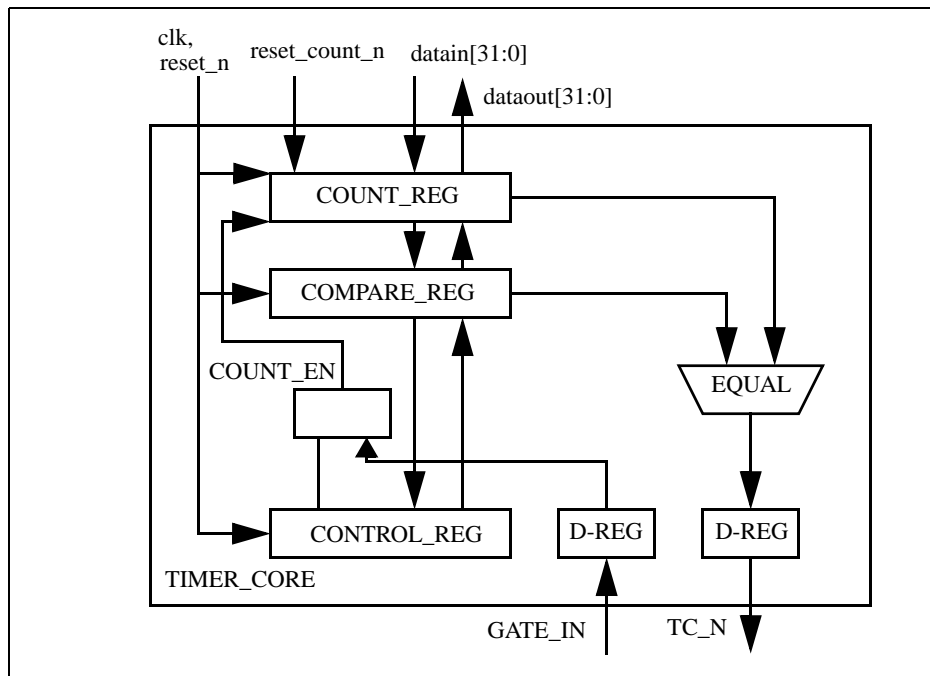 clk,
reset_n
reset_count_n
datain[31:0]
dataout[31:0]
COUNT_REG
COMPARE_REG
COUNT_EN
EQUAL
CONTROL_REG
D-REG
D-REG
TIMER_CORE
GATE_IN
TC_N